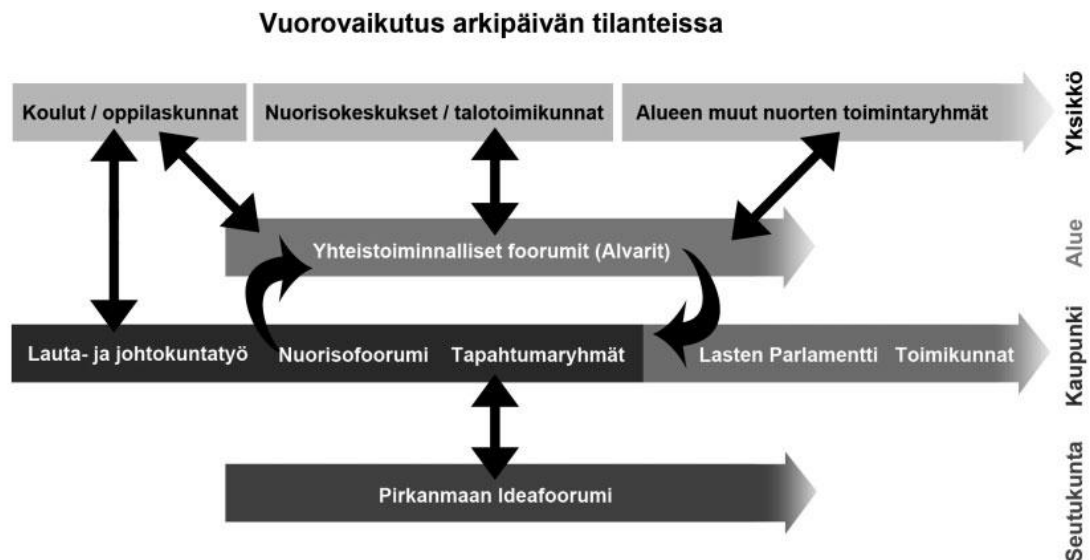 Vuorovaikutus arkipäivän tilanteissa
Koulut / oppilaskunnat
Nuorisokeskukset / talotoimikunnat
Alueen muut nuorten toimintaryhmät
Yksikkö
Yhteistoiminnalliset foorumit (Alvarit)
Alue
Lauta- ja johtokuntatyö
Nuorisofoorumi
Tapahtumaryhmät
Lasten Parlamentti
Toimikunnat
Kaupunki
Pirkanmaan Ideafoorumi
Seutukunta